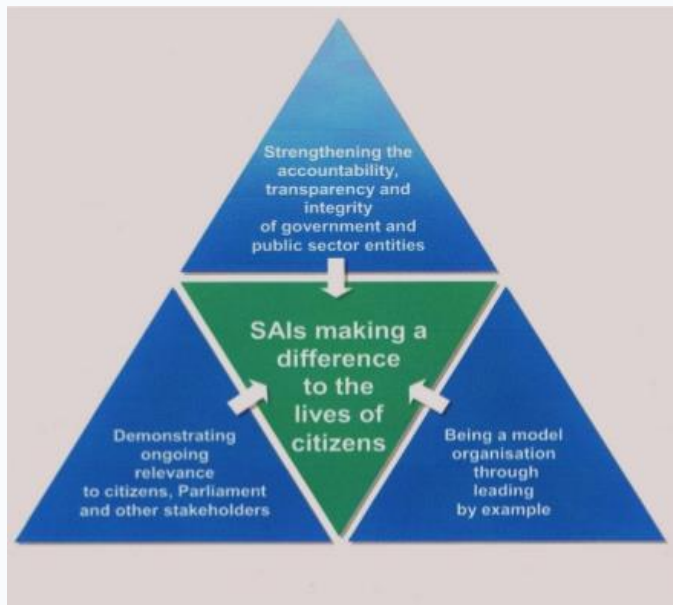 Strengthening the
accountability,
transparency and
integrity
of government and
public sector entities
SAIs making a
difference
to the
lives of
citizens
Demonstrating
ongoing
relevance
to citizens, Parliament
and other stakeholders
Being a model
organisation
through
leading
by example